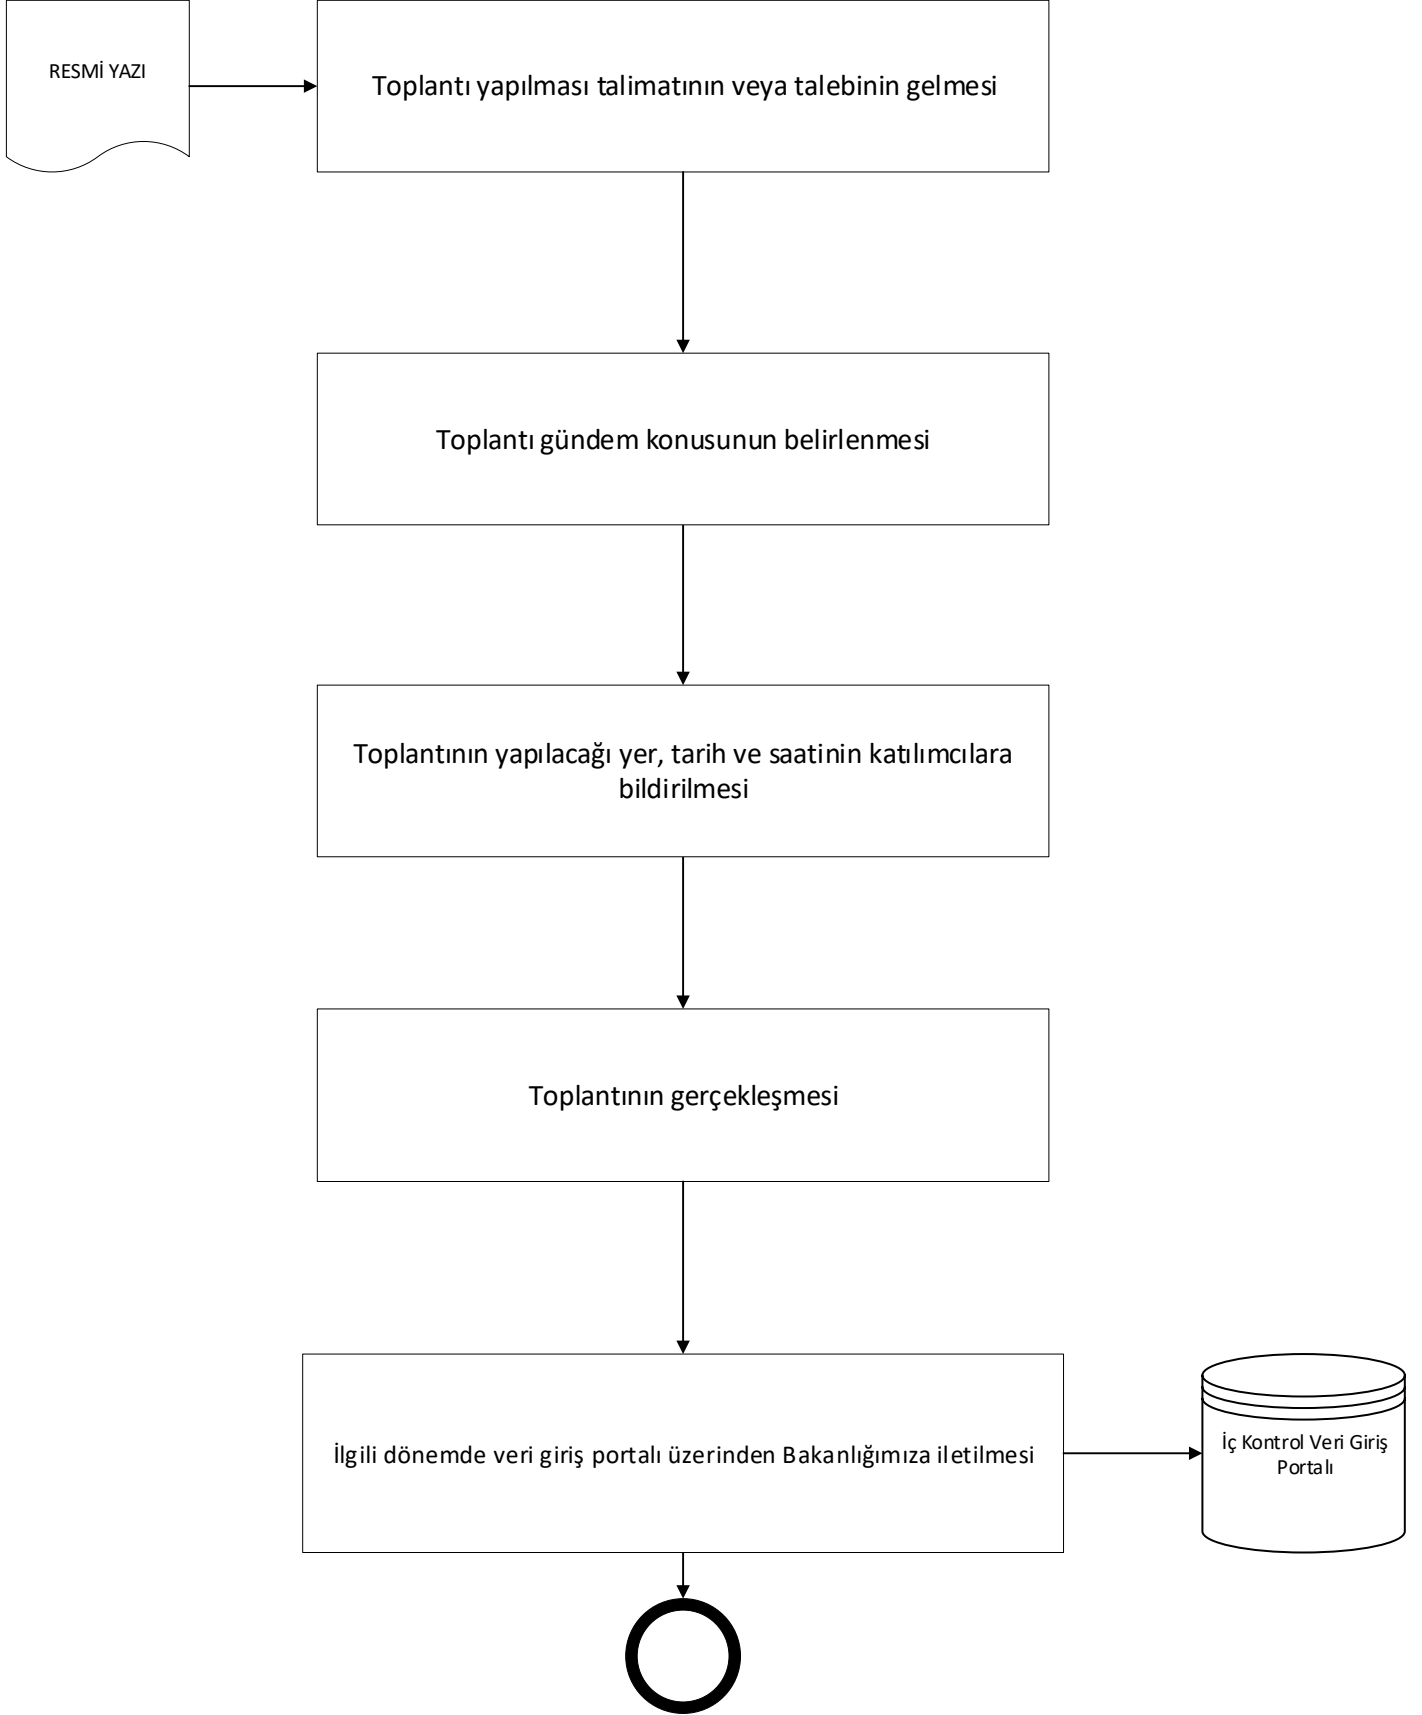 RESMİ YAZI
Toplantı yapılması talimatının veya talebinin gelmesi
Toplantı gündem konusunun belirlenmesi
Toplantının yapılacağı yer, tarih ve saatinin katılımcılara
bildirilmesi
Toplantının gerçekleşmesi
İlgili dönemde veri giriş portalı üzerinden Bakanlığımıza iletilmesi
İç Kontrol Veri Giriş
Portalı